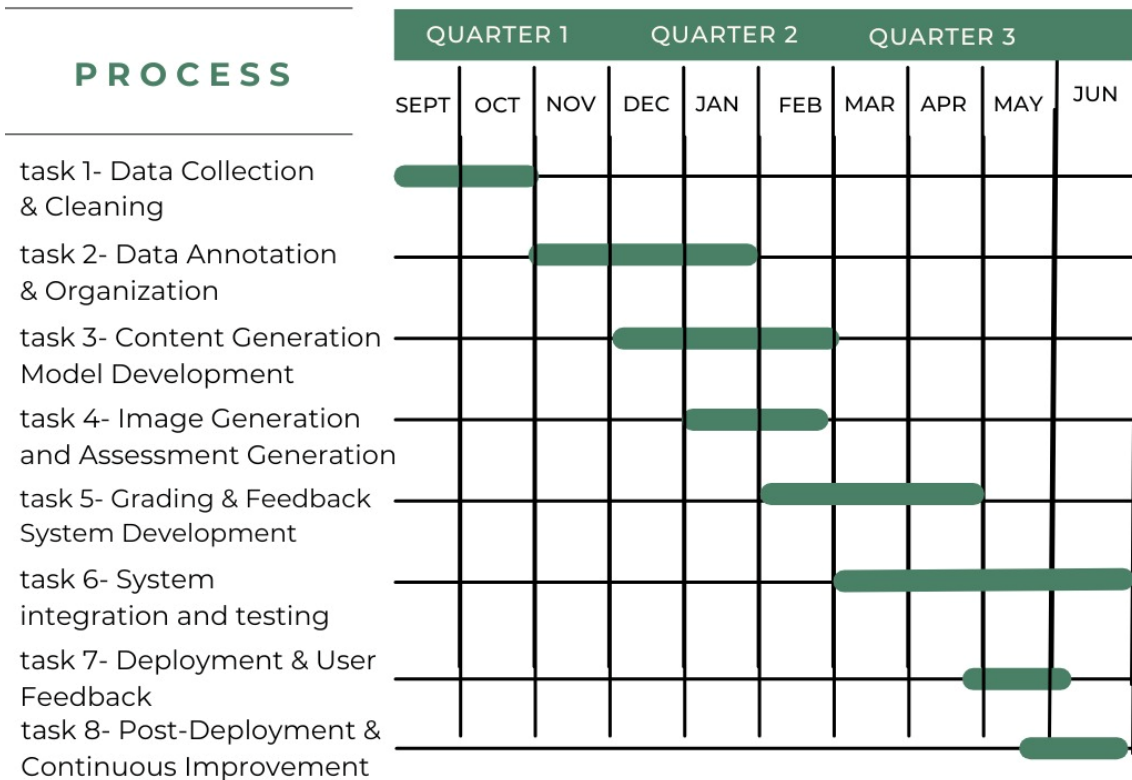 QUARTER 1 QUARTER 2 QUARTER 3
PROCESS
SEPT OCT NOV DEC JAN FEB MAR APR MAY JUN
task 1- Data Collection
& Cleaning
task 2- Data Annotation
& Organization
task 3- Content Generation
Model Development
task 4- Image Generation
and Assessment Generation
task 5- Grading & Feedback
System Development
task 6- System
integration and testing
task 7- Deployment & User
Feedback
task 8- Post-Deployment &
Continuous Improvement